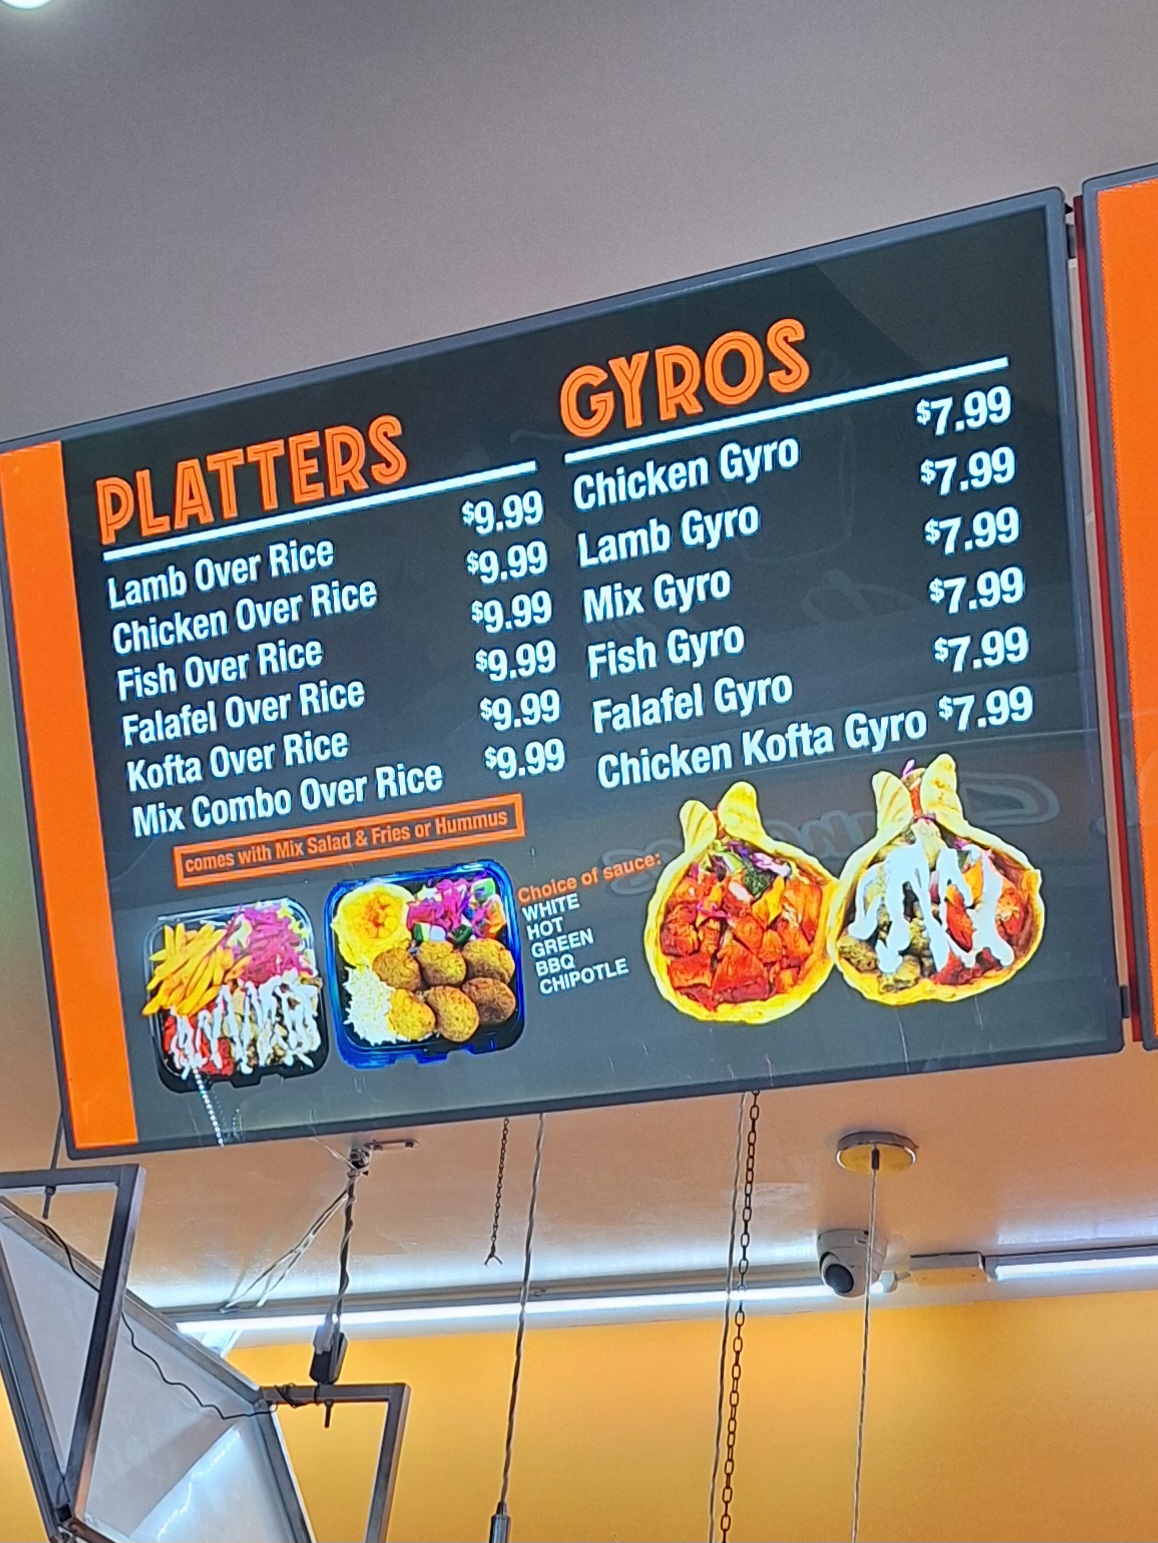 PLATTERS
Lamb Over Rice $9.99
Chicken Over Rice $9.99
Fish Over Rice $9.99
Falafel Over Rice $9.99
Kofta Over Rice $9.99
Mix Combo Over Rice $9.99
comes with Mix Salad & Fries or Hummus
GYROS
Chicken Gyro $7.99
Lamb Gyro $7.99
Mix Gyro $7.99
Fish Gyro $7.99
Falafel Gyro $7.99
Chicken Kofta Gyro $7.99
Choice of sauce:
WHITE
HOT
GREEN
BBQ
CHIPOTLE